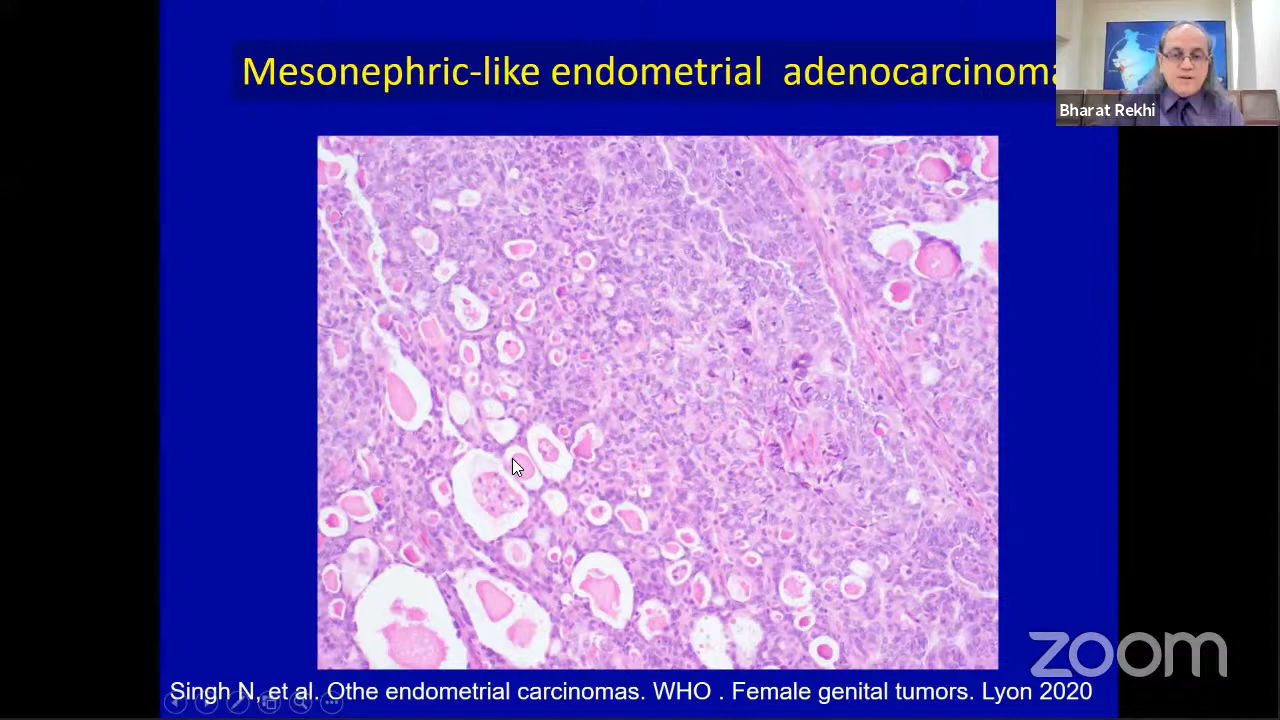 Mesonephric-like endometrial adenocarcinoma
Bharat Rekhi
zoom
Singh N, et al. Othe endometrial carcinomas. WHO . Female genital tumors. Lyon 2020